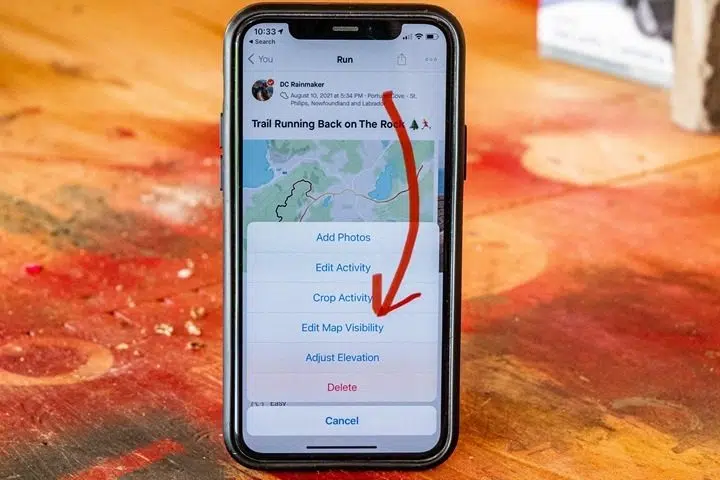 10:33
Search
You
Run
DC Rainmaker
August 10, 2021 at 5:34 PM · Portugal Cove - St.
Philips, Newfoundland and Labrador
Trail Running Back on The Rock
Add Photos
Edit Activity
Crop Activity
Edit Map Visibility
Adjust Elevation
Delete
Easy
Cancel